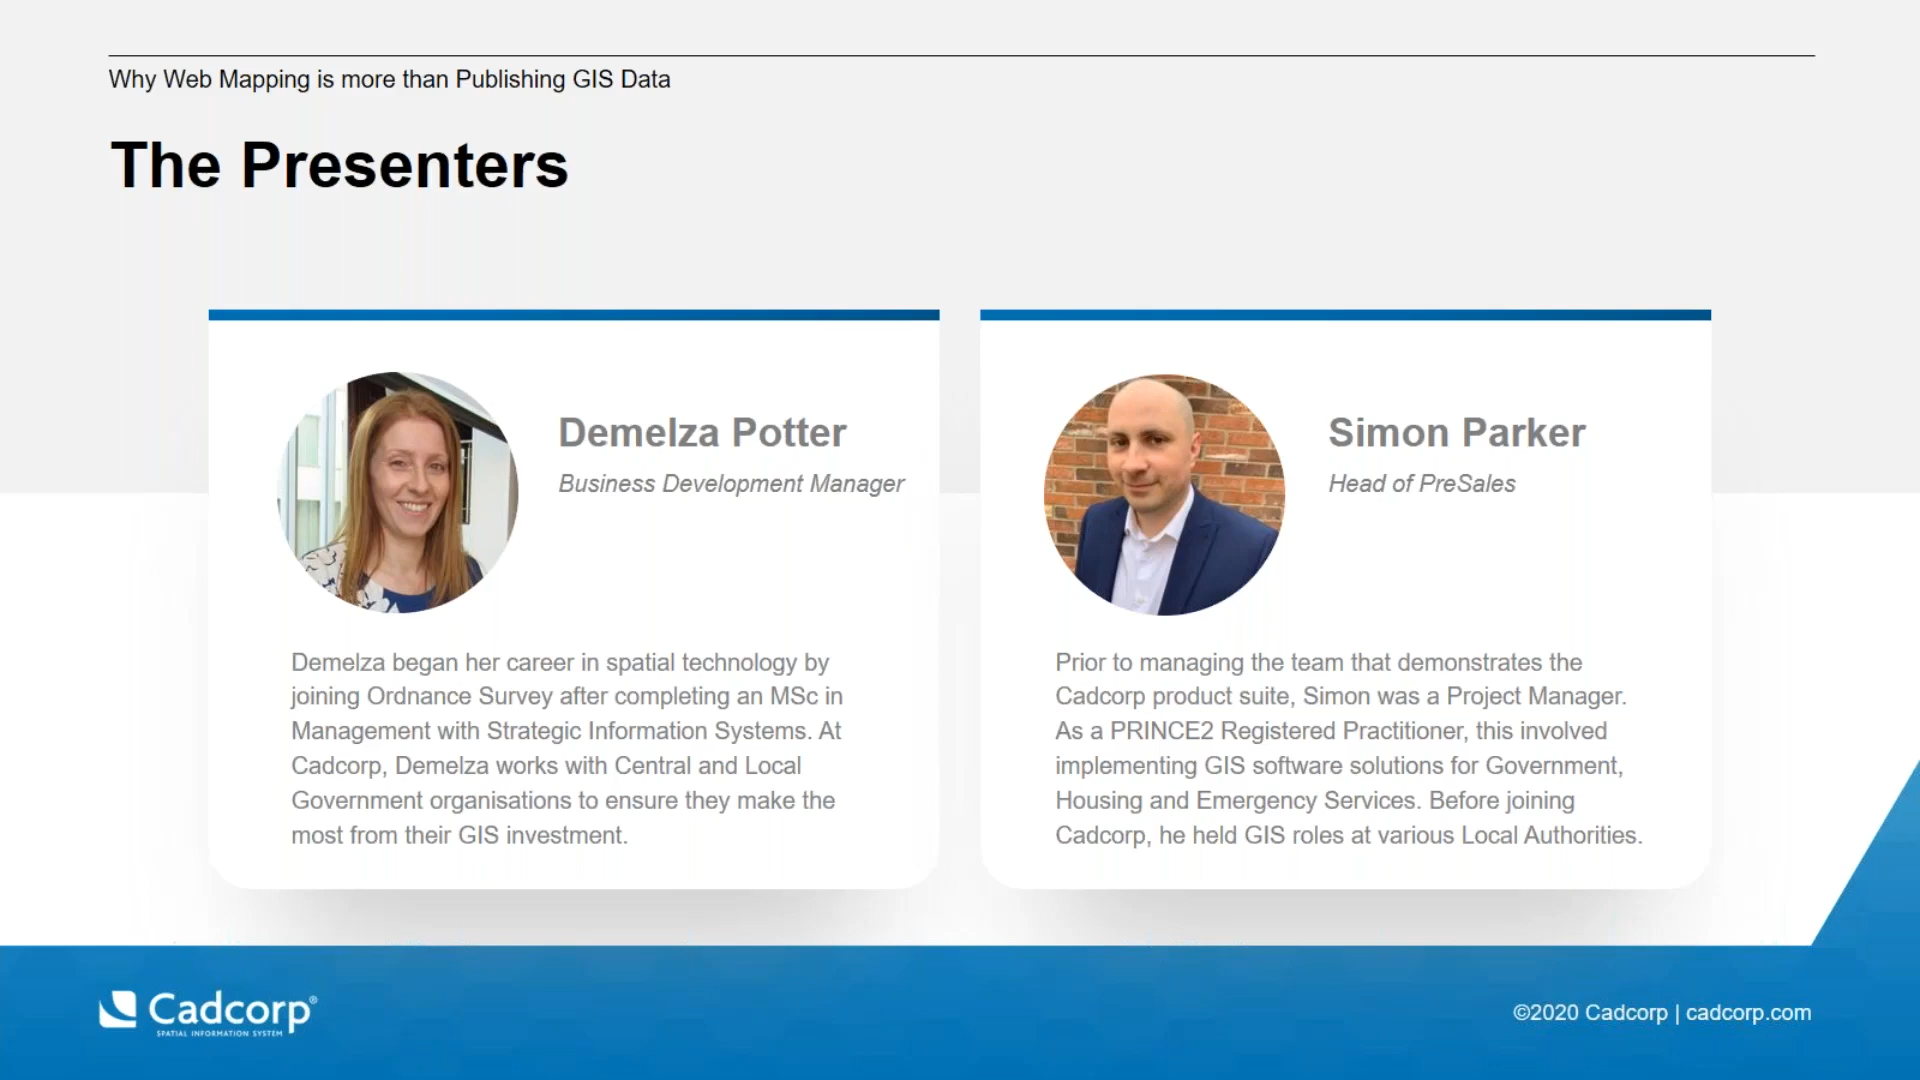 Why Web Mapping is more than Publishing GIS Data
The Presenters
Demelza Potter
Business Development Manager
Demelza began her career in spatial technology by
joining Ordnance Survey after completing an MSc in
Management with Strategic Information Systems. At
Cadcorp, Demelza works with Central and Local
Government organisations to ensure they make the
most from their GIS investment.
Simon Parker
Head of PreSales
Prior to managing the team that demonstrates the
Cadcorp product suite, Simon was a Project Manager.
As a PRINCE2 Registered Practitioner, this involved
implementing GIS software solutions for Government,
Housing and Emergency Services. Before joining
Cadcorp, he held GIS roles at various Local Authorities.
Cadcorp®
SPATIAL INFORMATION SYSTEM
©2020 Cadcorp | cadcorp.com